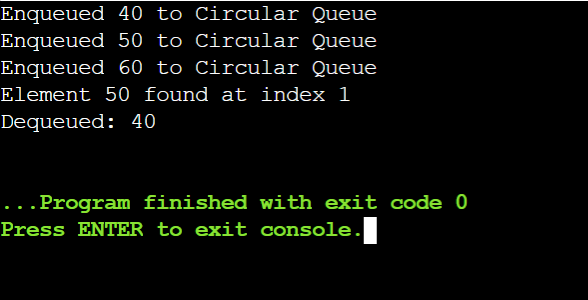 Enqueued 40 to Circular Queue
Enqueued 50 to Circular Queue
Enqueued 60 to Circular Queue
Element 50 found at index 1
Dequeued: 40
...Program finished with exit code 0
Press ENTER to exit console.